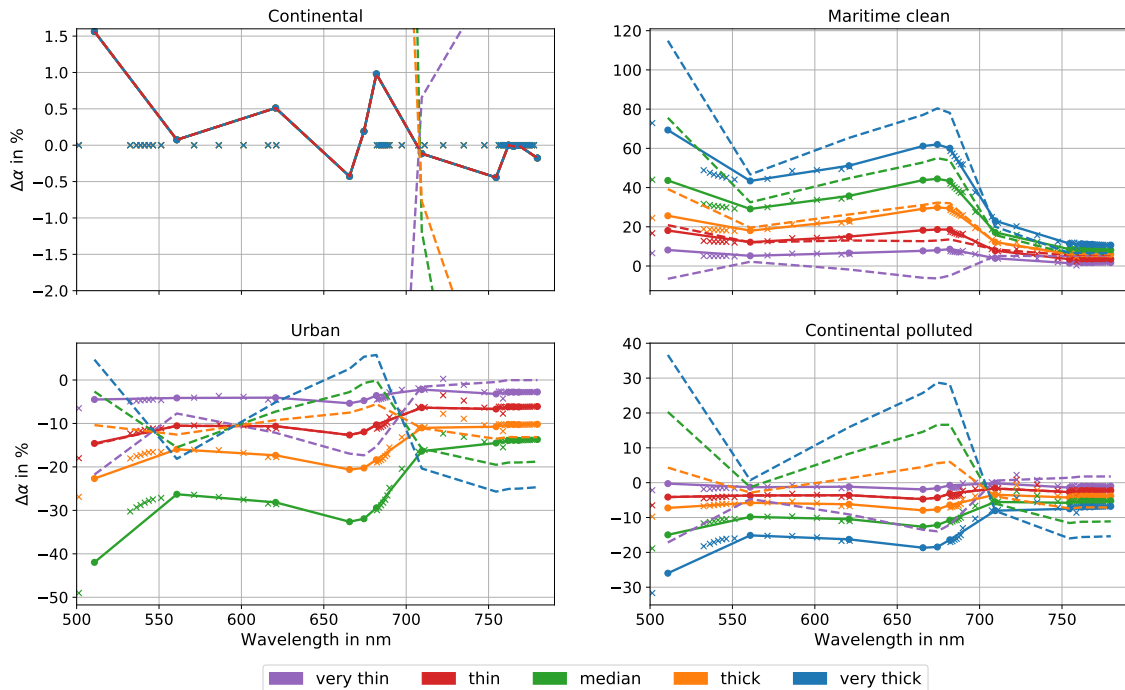 Continental
Maritime clean
Δα in %
1.5
1.0
0.5
0.0
−0.5
−1.0
−1.5
−2.0
120
100
80
60
40
20
0
Urban
Continental polluted
Δα in %
0
−10
−20
−30
−40
−50
40
30
20
10
0
−10
−20
−30
500 550 600 650 700 750
500 550 600 650 700 750
Wavelength in nm
Wavelength in nm
very thin thin median thick very thick